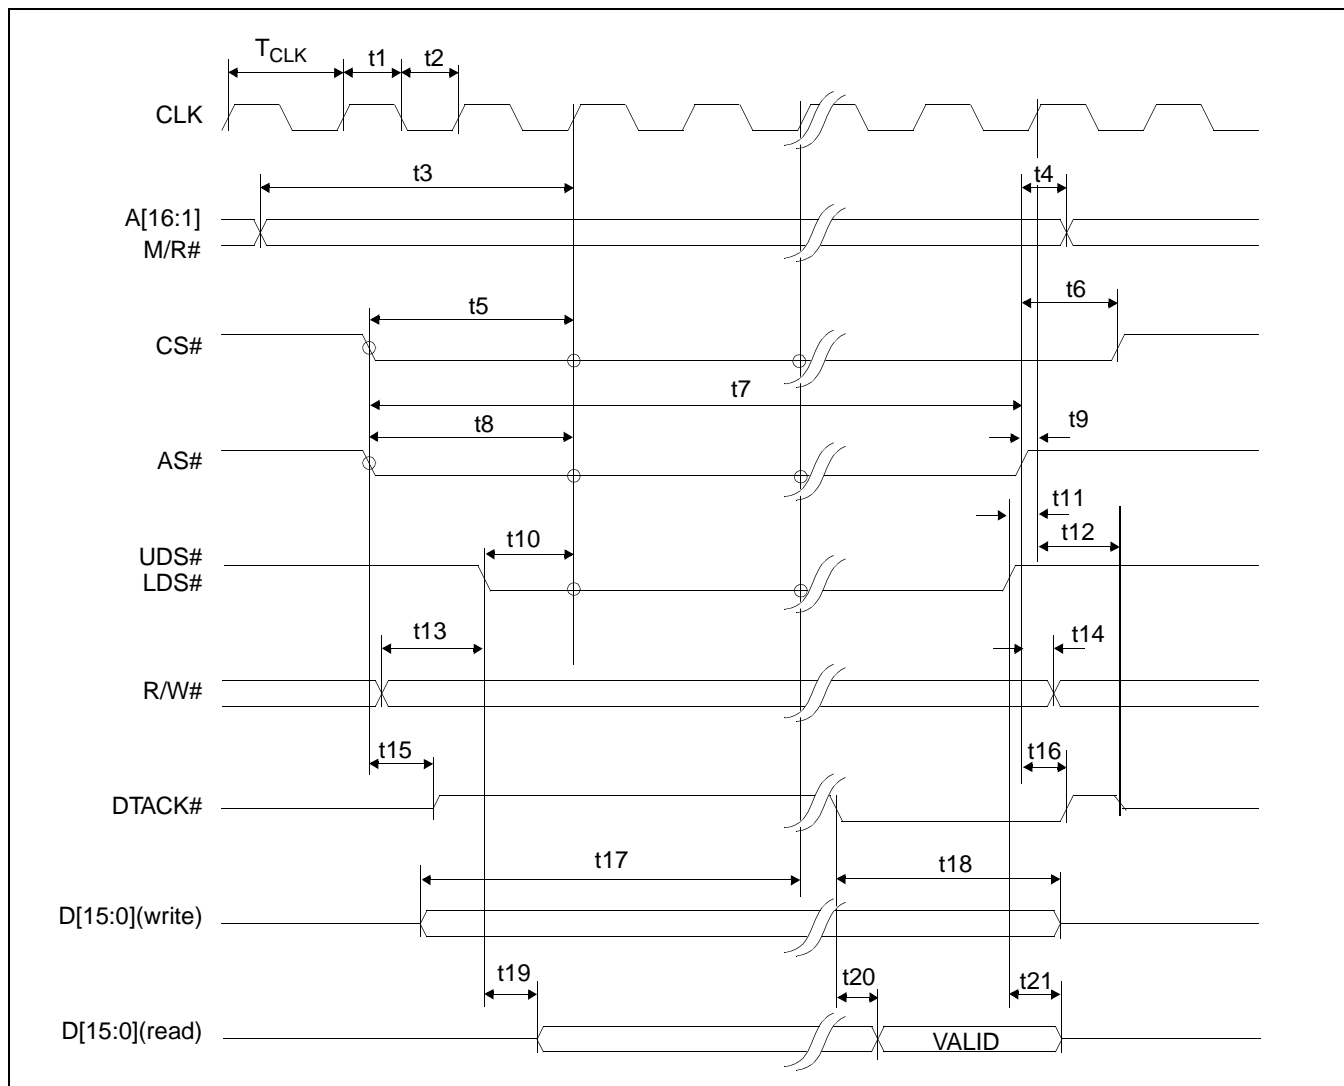 TCLK
t1
t2
CLK
t3
t4
A[16:1]
M/R#
t5
t6
CS#
t7
t8
t9
AS#
t11
t10
t12
UDS#
LDS#
t13
t14
R/W#
t15
t16
DTACK#
t17
t18
D[15:0](write)
t19
t20
t21
D[15:0](read)
VALID